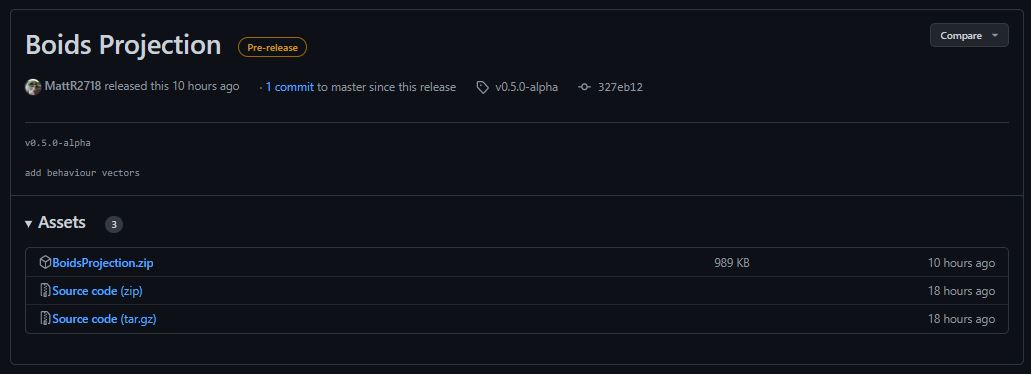 Boids Projection Pre-release Compare
MattR2718 released this 10 hours ago · 1 commit to master since this release v0.5.0-alpha 327eb12
v0.5.0-alpha
add behaviour vectors
Assets 3
BoidsProjection.zip 989 KB 10 hours ago
Source code (zip) 18 hours ago
Source code (tar.gz) 18 hours ago